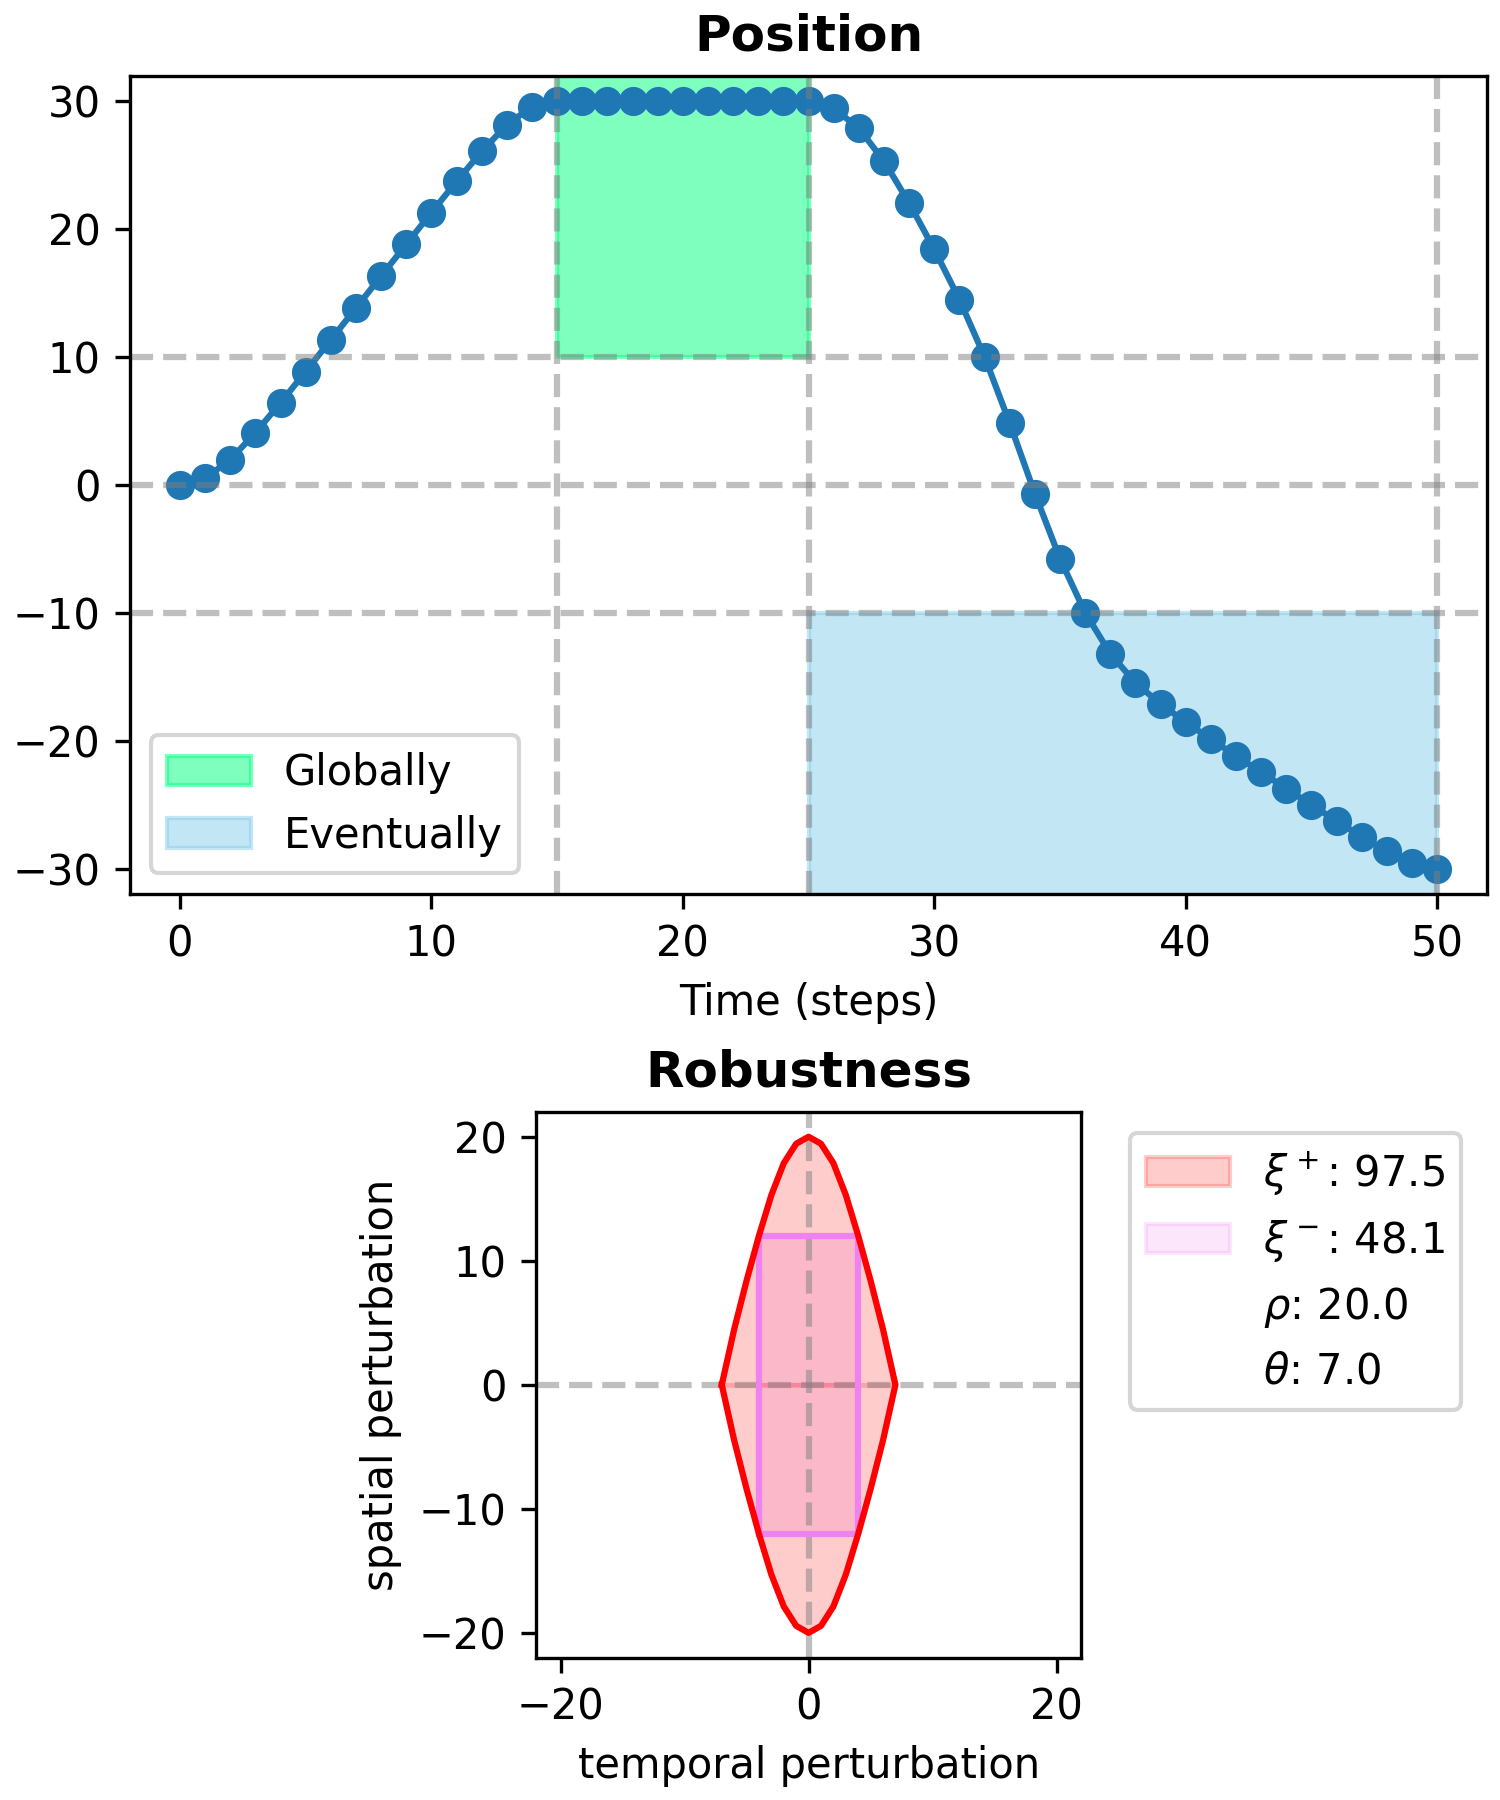 Position
30
20
10
0
−10
−20
−30
Globally
Eventually
0 10 20 30 40 50
Time (steps)
Robustness
20
10
0
−10
−20
spatial perturbation
−20 0 20
temporal perturbation
ξ⁺: 97.5
ξ⁻: 48.1
ρ: 20.0
θ: 7.0